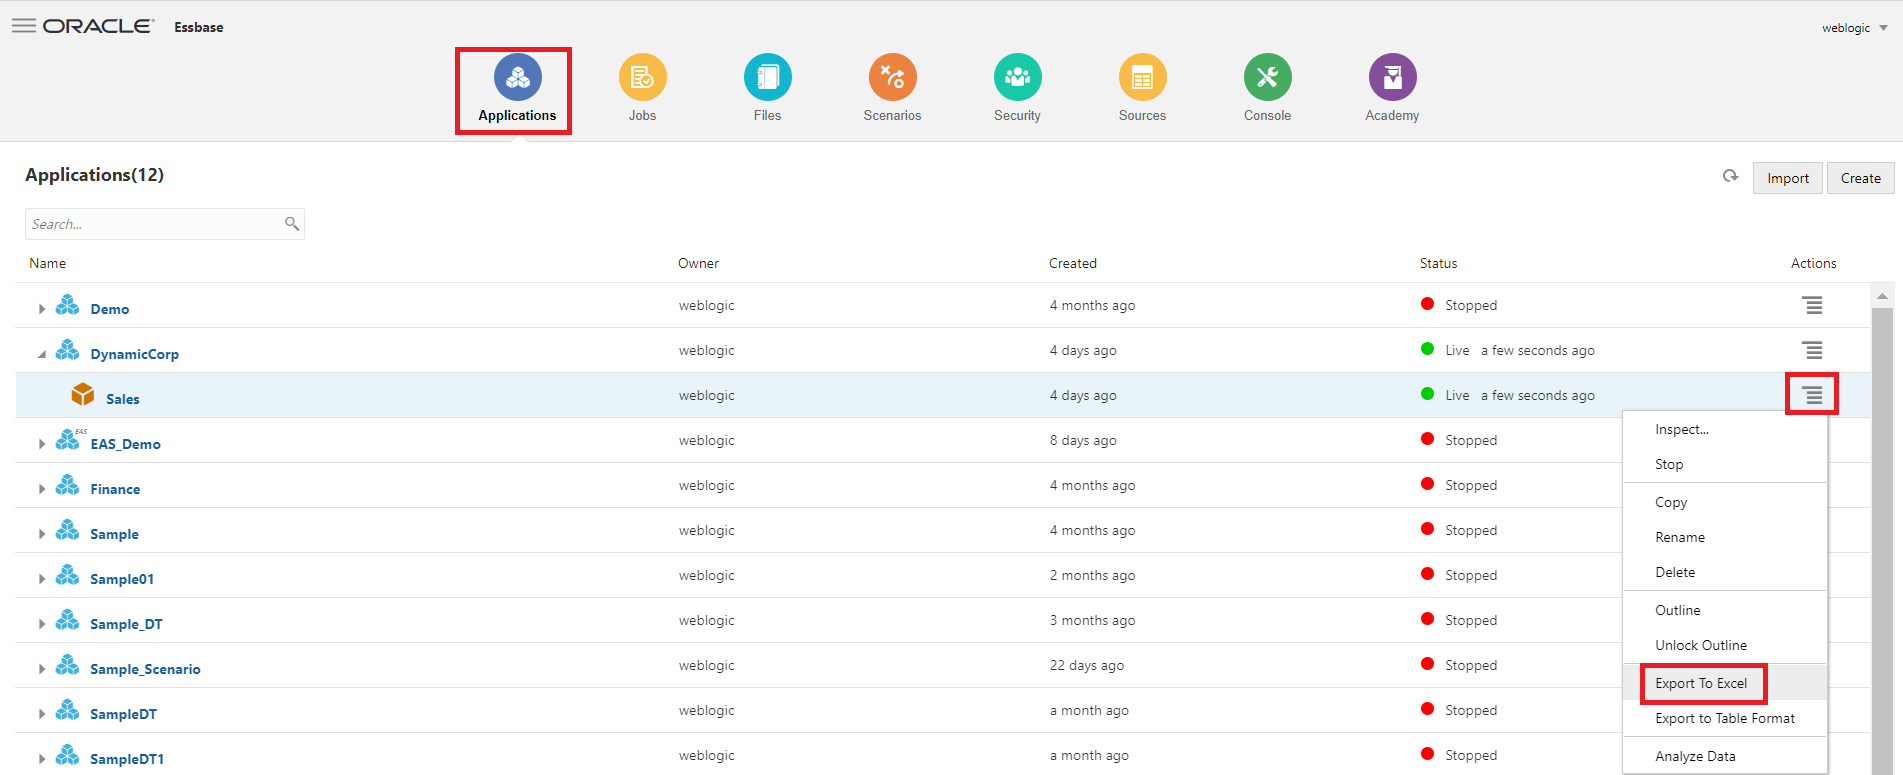 ORACLE Essbase
weblogic
Applications
Jobs
Files
Scenarios
Security
Sources
Console
Academy
Applications(12)
Import
Create
Search...
Name Owner Created Status Actions
Demo weblogic 4 months ago Stopped
DynamicCorp weblogic 4 days ago Live a few seconds ago
Sales weblogic 4 days ago Live a few seconds ago
EAS EAS_Demo weblogic 8 days ago Stopped
Finance weblogic 4 months ago Stopped
Sample weblogic 4 months ago Stopped
Sample01 weblogic 2 months ago Stopped
Sample_DT weblogic 3 months ago Stopped
Sample_Scenario weblogic 22 days ago Stopped
SampleDT weblogic a month ago Stopped
SampleDT1 weblogic a month ago Stopped
Inspect...
Stop
Copy
Rename
Delete
Outline
Unlock Outline
Export To Excel
Export to Table Format
Analyze Data